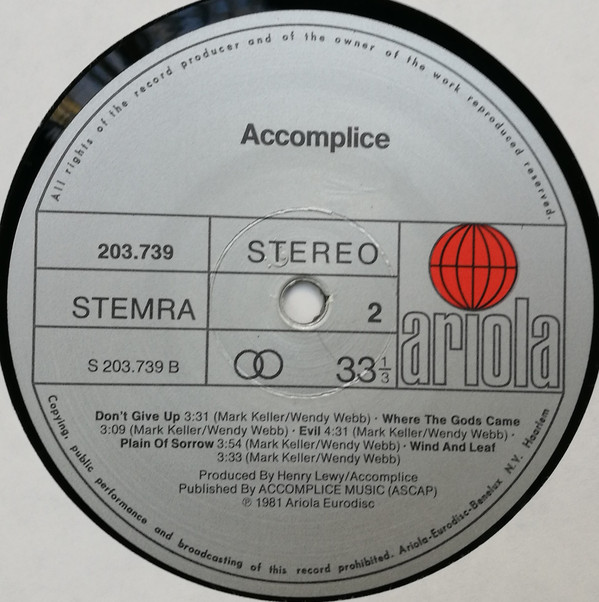 All rights of the record producer and of the owner of the work reproduced reserved.
Accomplice
203.739
STEREO
STEMRA
2
S 203.739 B
33 1/3
ariola
Don't Give Up 3:31 (Mark Keller/Wendy Webb) · Where The Gods Came
3:09 (Mark Keller/Wendy Webb) · Evil 4:31 (Mark Keller/Wendy Webb) ·
Plain Of Sorrow 3:54 (Mark Keller/Wendy Webb) · Wind And Leaf
3:33 (Mark Keller/Wendy Webb)
Produced By Henry Lewy/Accomplice
Published By ACCOMPLICE MUSIC (ASCAP)
℗ 1981 Ariola Eurodisc
Copying, public performance and broadcasting of this record prohibited. Ariola-Eurodisc-Benelux N.V. Haarlem